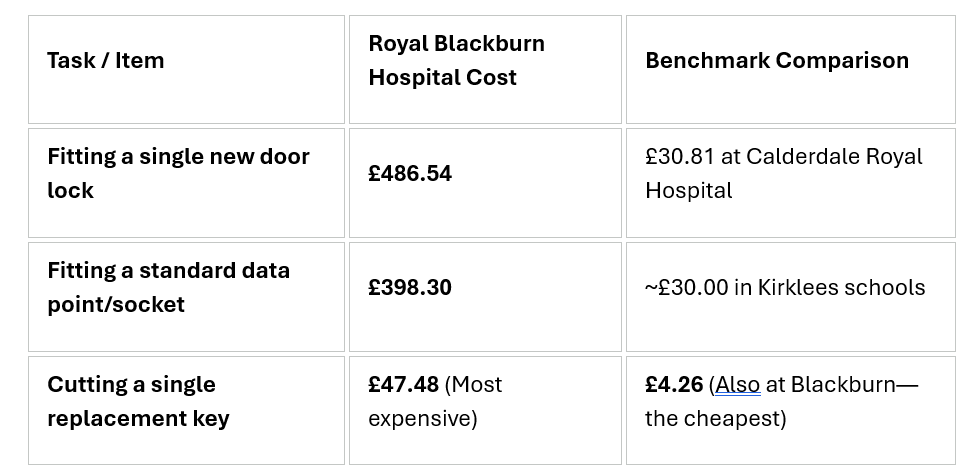 Task / Item
Royal Blackburn
Hospital Cost
Benchmark Comparison
Fitting a single new door
lock
£486.54
£30.81 at Calderdale Royal
Hospital
Fitting a standard data
point/socket
£398.30
~£30.00 in Kirklees schools
Cutting a single
replacement key
£47.48 (Most
expensive)
£4.26 (Also at Blackburn—
the cheapest)